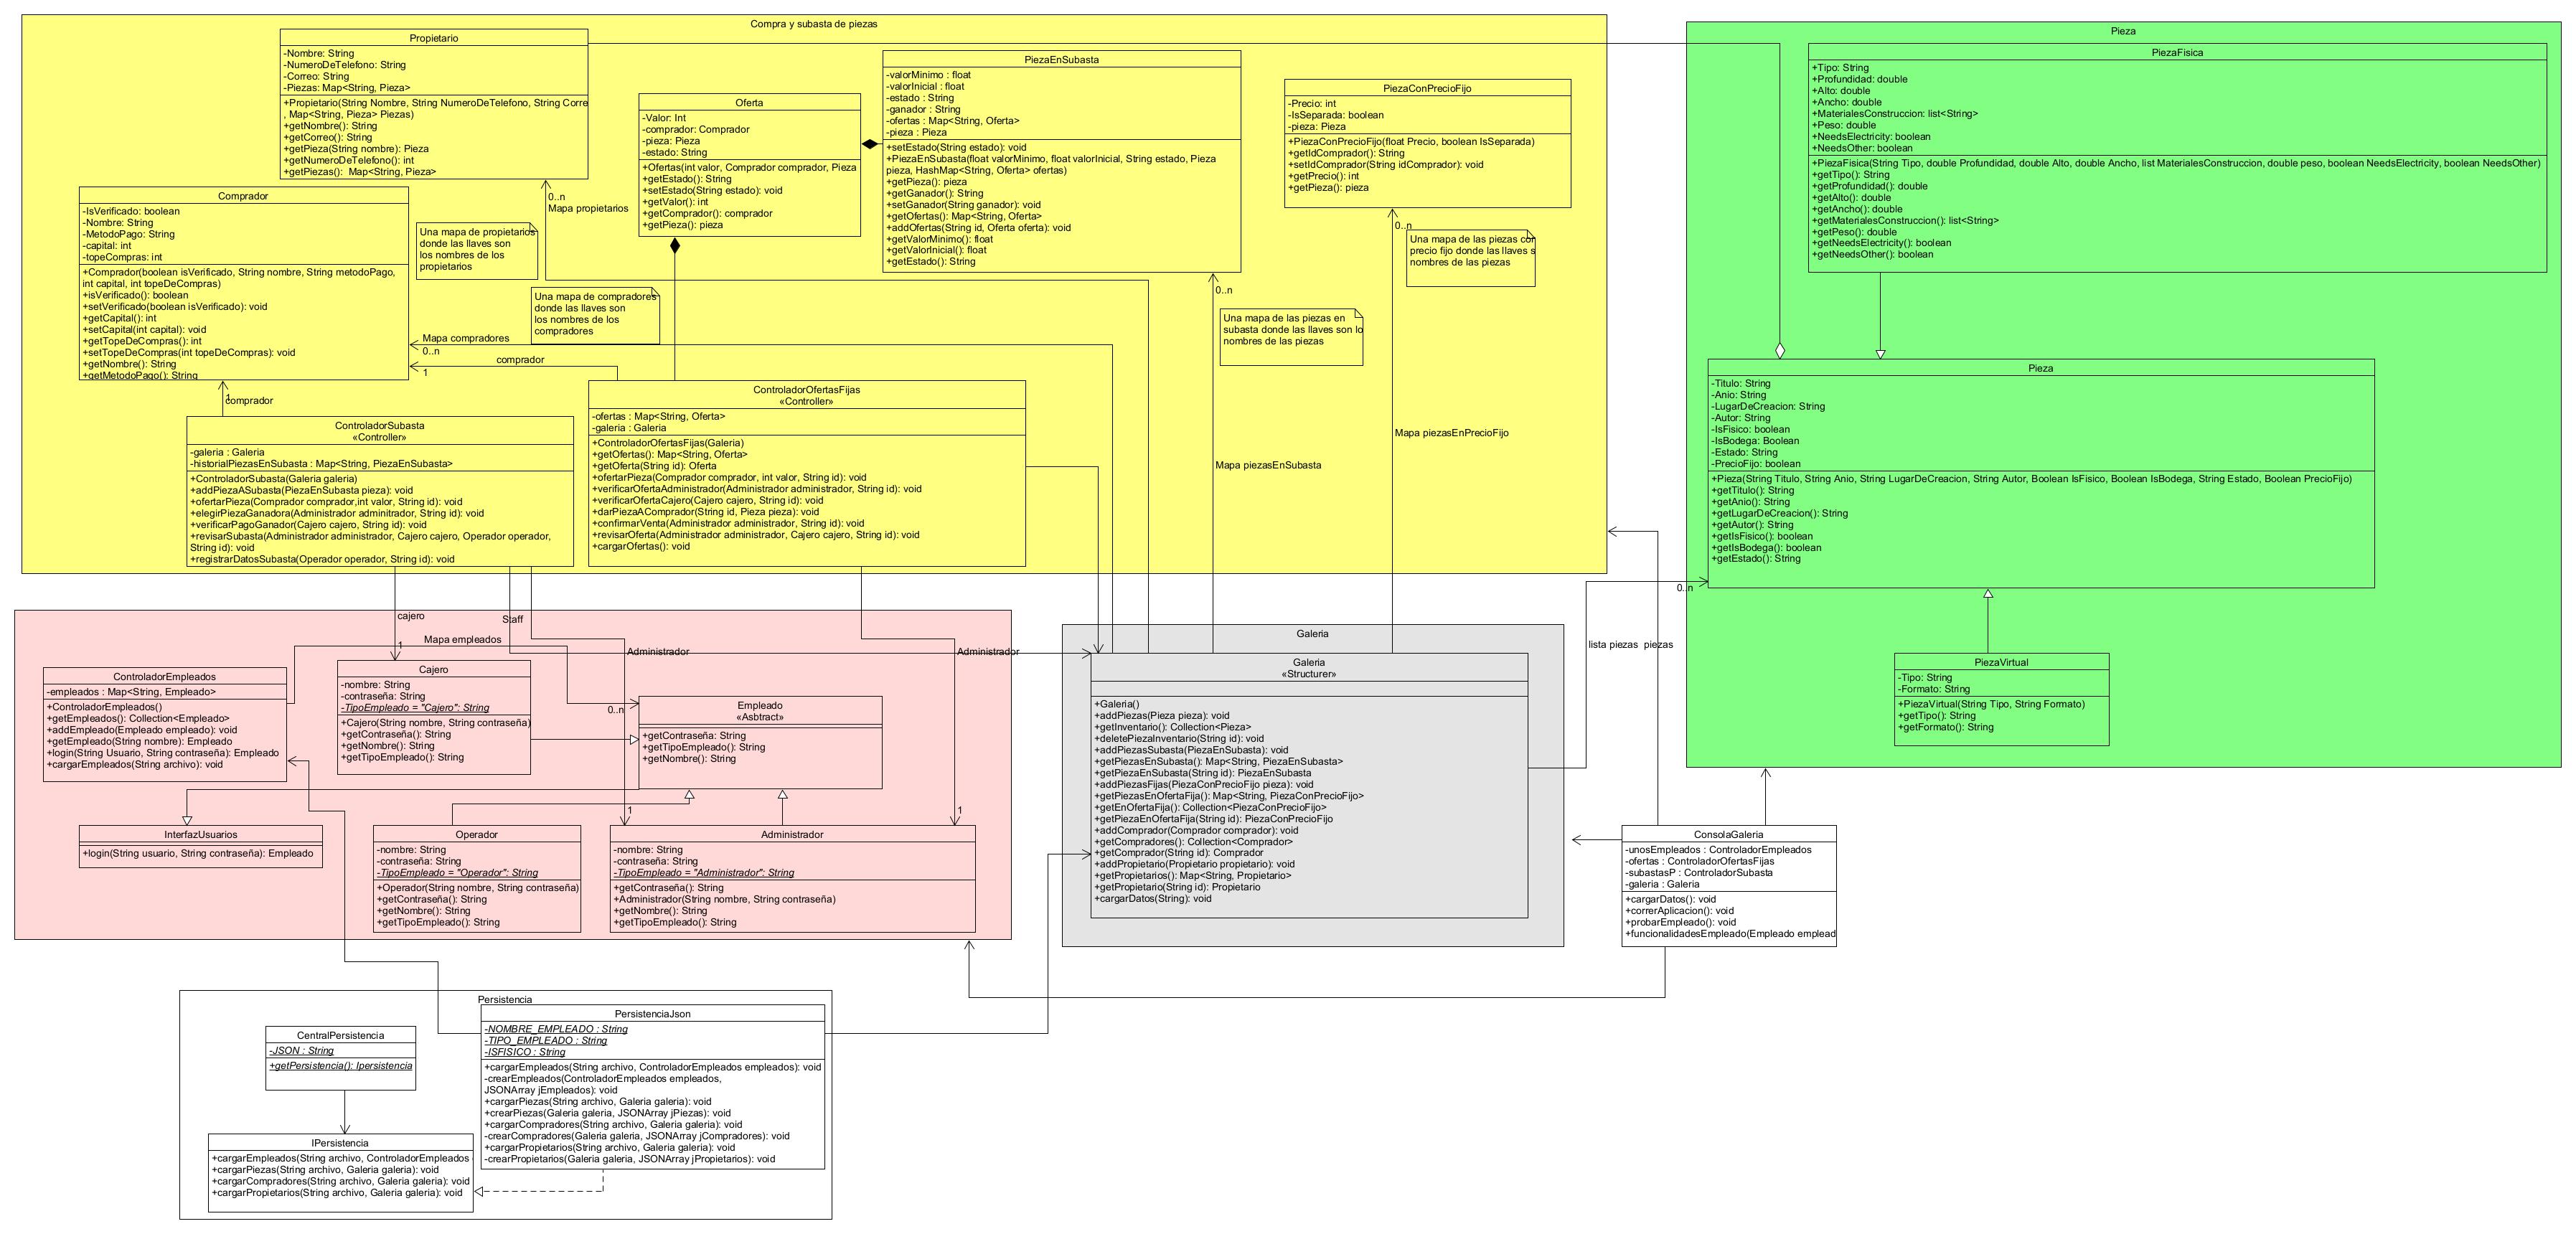 Compra y subasta de piezas
Propietario
-Nombre: String
-NumeroDeTelefono: String
-Correo: String
-Piezas: Map<String, Pieza>
+Propietario(String Nombre, String NumeroDeTelefono, String Corre
, Map<String, Pieza> Piezas)
+getNombre(): String
+getCorreo(): String
+getPieza(String nombre): Pieza
+getNumeroDeTelefono(): int
+getPiezas():  Map<String, Pieza>
Oferta
-Valor: Int
-comprador: Comprador
-pieza: Pieza
-estado: String
+Ofertas(int valor, Comprador comprador, Pieza
+getEstado(): String
+setEstado(String estado): void
+getValor(): int
+getComprador(): comprador
+getPieza(): pieza
PiezaEnSubasta
-valorMinimo : float
-valorInicial : float
-estado : String
-ganador : String
-ofertas : Map<String, Oferta>
-pieza : Pieza
+setEstado(String estado): void
+PiezaEnSubasta(float valorMinimo, float valorInicial, String estado, Pieza
pieza, HashMap<String, Oferta> ofertas)
+getPieza(): pieza
+getGanador(): String
+setGanador(String ganador): void
+getOfertas(): Map<String, Oferta>
+addOfertas(String id, Oferta oferta): void
+getValorMinimo(): float
+getValorInicial(): float
+getEstado(): String
PiezaConPrecioFijo
-Precio: int
-IsSeparada: boolean
-pieza: Pieza
+PiezaConPrecioFijo(float Precio, boolean IsSeparada)
+getIdComprador(): String
+setIdComprador(String idComprador): void
+getPrecio(): int
+getPieza(): pieza
Comprador
-IsVerificado: boolean
-Nombre: String
-MetodoPago: String
-capital: int
-topeCompras: int
+Comprador(boolean isVerificado, String nombre, String metodoPago,
int capital, int topeDeCompras)
+isVerificado(): boolean
+setVerificado(boolean isVerificado): void
+getCapital(): int
+setCapital(int capital): void
+getTopeDeCompras(): int
+setTopeDeCompras(int topeDeCompras): void
+getNombre(): String
+getMetodoPago(): String
0..n
Mapa propietarios
Una mapa de propietarios
donde las llaves son
los nombres de los
propietarios
Una mapa de compradores
donde las llaves son
los nombres de los
compradores
0..n
Una mapa de las piezas en
subasta donde las llaves son lo
nombres de las piezas
0..n
Una mapa de las piezas cor
precio fijo donde las llaves s
nombres de las piezas
Mapa compradores
0..n
comprador
1
1
comprador
Mapa piezasEnSubasta
Mapa piezasEnPrecioFijo
ControladorSubasta
«Controller»
-galeria : Galeria
-historialPiezasEnSubasta : Map<String, PiezaEnSubasta>
+ControladorSubasta(Galeria galeria)
+addPiezaASubasta(PiezaEnSubasta pieza): void
+ofertarPieza(Comprador comprador,int valor, String id): void
+elegirPiezaGanadora(Administrador adminitrador, String id): void
+verificarPagoGanador(Cajero cajero, String id): void
+revisarSubasta(Administrador administrador, Cajero cajero, Operador operador,
String id): void
+registrarDatosSubasta(Operador operador, String id): void
ControladorOfertasFijas
«Controller»
-ofertas : Map<String, Oferta>
-galeria : Galeria
+ControladorOfertasFijas(Galeria)
+getOfertas(): Map<String, Oferta>
+getOferta(String id): Oferta
+ofertarPieza(Comprador comprador, int valor, String id): void
+verificarOfertaAdministrador(Administrador administrador, String id): void
+verificarOfertaCajero(Cajero cajero, String id): void
+darPiezaAComprador(String id, Pieza pieza): void
+confirmarVenta(Administrador administrador, String id): void
+revisarOferta(Administrador administrador, Cajero cajero, String id): void
+cargarOfertas(): void
Pieza
PiezaFisica
+Tipo: String
+Profundidad: double
+Alto: double
+Ancho: double
+MaterialesConstruccion: list<String>
+Peso: double
+NeedsElectricity: boolean
+NeedsOther: boolean
+PiezaFisica(String Tipo, double Profundidad, double Alto, double Ancho, list MaterialesConstruccion, double peso, boolean NeedsElectricity, boolean NeedsOther)
+getTipo(): String
+getProfundidad(): double
+getAlto(): double
+getAncho(): double
+getMaterialesConstruccion(): list<String>
+getPeso(): double
+getNeedsElectricity(): boolean
+getNeedsOther(): boolean
Pieza
-Titulo: String
-Anio: String
-LugarDeCreacion: String
-Autor: String
-IsFisico: boolean
-IsBodega: Boolean
-Estado: String
-PrecioFijo: boolean
+Pieza(String Titulo, String Anio, String LugarDeCreacion, String Autor, Boolean IsFisico, Boolean IsBodega, String Estado, Boolean PrecioFijo)
+getTitulo(): String
+getAnio(): String
+getLugarDeCreacion(): String
+getAutor(): String
+getIsFisico(): boolean
+getIsBodega(): boolean
+getEstado(): String
0..n
lista piezas  piezas
PiezaVirtual
-Tipo: String
-Formato: String
+PiezaVirtual(String Tipo, String Formato)
+getTipo(): String
+getFormato(): String
Staff
cajero
1
Mapa empleados
0..n
Administrador
1
Administrador
1
ControladorEmpleados
-empleados : Map<String, Empleado>
+ControladorEmpleados()
+getEmpleados(): Collection<Empleado>
+addEmpleado(Empleado empleado): void
+getEmpleado(String nombre): Empleado
+login(String Usuario, String contraseña): Empleado
+cargarEmpleados(String archivo): void
Cajero
-nombre: String
-contraseña: String
-TipoEmpleado = "Cajero": String
+Cajero(String nombre, String contraseña)
+getContraseña(): String
+getNombre(): String
+getTipoEmpleado(): String
Empleado
«Asbtract»
+getContraseña: String
+getTipoEmpleado(): String
+getNombre(): String
InterfazUsuarios
+login(String usuario, String contraseña): Empleado
Operador
-nombre: String
-contraseña: String
-TipoEmpleado = "Operador": String
+Operador(String nombre, String contraseña)
+getContraseña(): String
+getNombre(): String
+getTipoEmpleado(): String
Administrador
-nombre: String
-contraseña: String
-TipoEmpleado = "Administrador": String
+getContraseña(): String
+Administrador(String nombre, String contraseña)
+getNombre(): String
+getTipoEmpleado(): String
Galeria
Galeria
«Structurer»
+Galeria()
+addPiezas(Pieza pieza): void
+getInventario(): Collection<Pieza>
+deletePiezaInventario(String id): void
+addPiezasSubasta(PiezaEnSubasta): void
+getPiezasEnSubasta(): Map<String, PiezaEnSubasta>
+getPiezaEnSubasta(String id): PiezaEnSubasta
+addPiezasFijas(PiezaConPrecioFijo pieza): void
+getPiezasEnOfertaFija(): Map<String, PiezaConPrecioFijo>
+getEnOfertaFija(): Collection<PiezaConPrecioFijo>
+getPiezaEnOfertaFija(String id): PiezaConPrecioFijo
+addComprador(Comprador comprador): void
+getCompradores(): Collection<Comprador>
+getComprador(String id): Comprador
+addPropietario(Propietario propietario): void
+getPropietarios(): Map<String, Propietario>
+getPropietario(String id): Propietario
+cargarDatos(String): void
ConsolaGaleria
-unosEmpleados : ControladorEmpleados
-ofertas : ControladorOfertasFijas
-subastasP : ControladorSubasta
-galeria : Galeria
+cargarDatos(): void
+correrAplicacion(): void
+probarEmpleado(): void
+funcionalidadesEmpleado(Empleado emplead
Persistencia
CentralPersistencia
-JSON : String
+getPersistencia(): Ipersistencia
IPersistencia
+cargarEmpleados(String archivo, ControladorEmpleados
+cargarPiezas(String archivo, Galeria galeria): void
+cargarCompradores(String archivo, Galeria galeria): void
+cargarPropietarios(String archivo, Galeria galeria): void
PersistenciaJson
-NOMBRE_EMPLEADO : String
-TIPO_EMPLEADO : String
-ISFISICO : String
+cargarEmpleados(String archivo, ControladorEmpleados empleados): void
-crearEmpleados(ControladorEmpleados empleados,
JSONArray jEmpleados): void
+cargarPiezas(String archivo, Galeria galeria): void
+crearPiezas(Galeria galeria, JSONArray jPiezas): void
+cargarCompradores(String archivo, Galeria galeria): void
-crearCompradores(Galeria galeria, JSONArray jCompradores): void
+cargarPropietarios(String archivo, Galeria galeria): void
-crearPropietarios(Galeria galeria, JSONArray jPropietarios): void